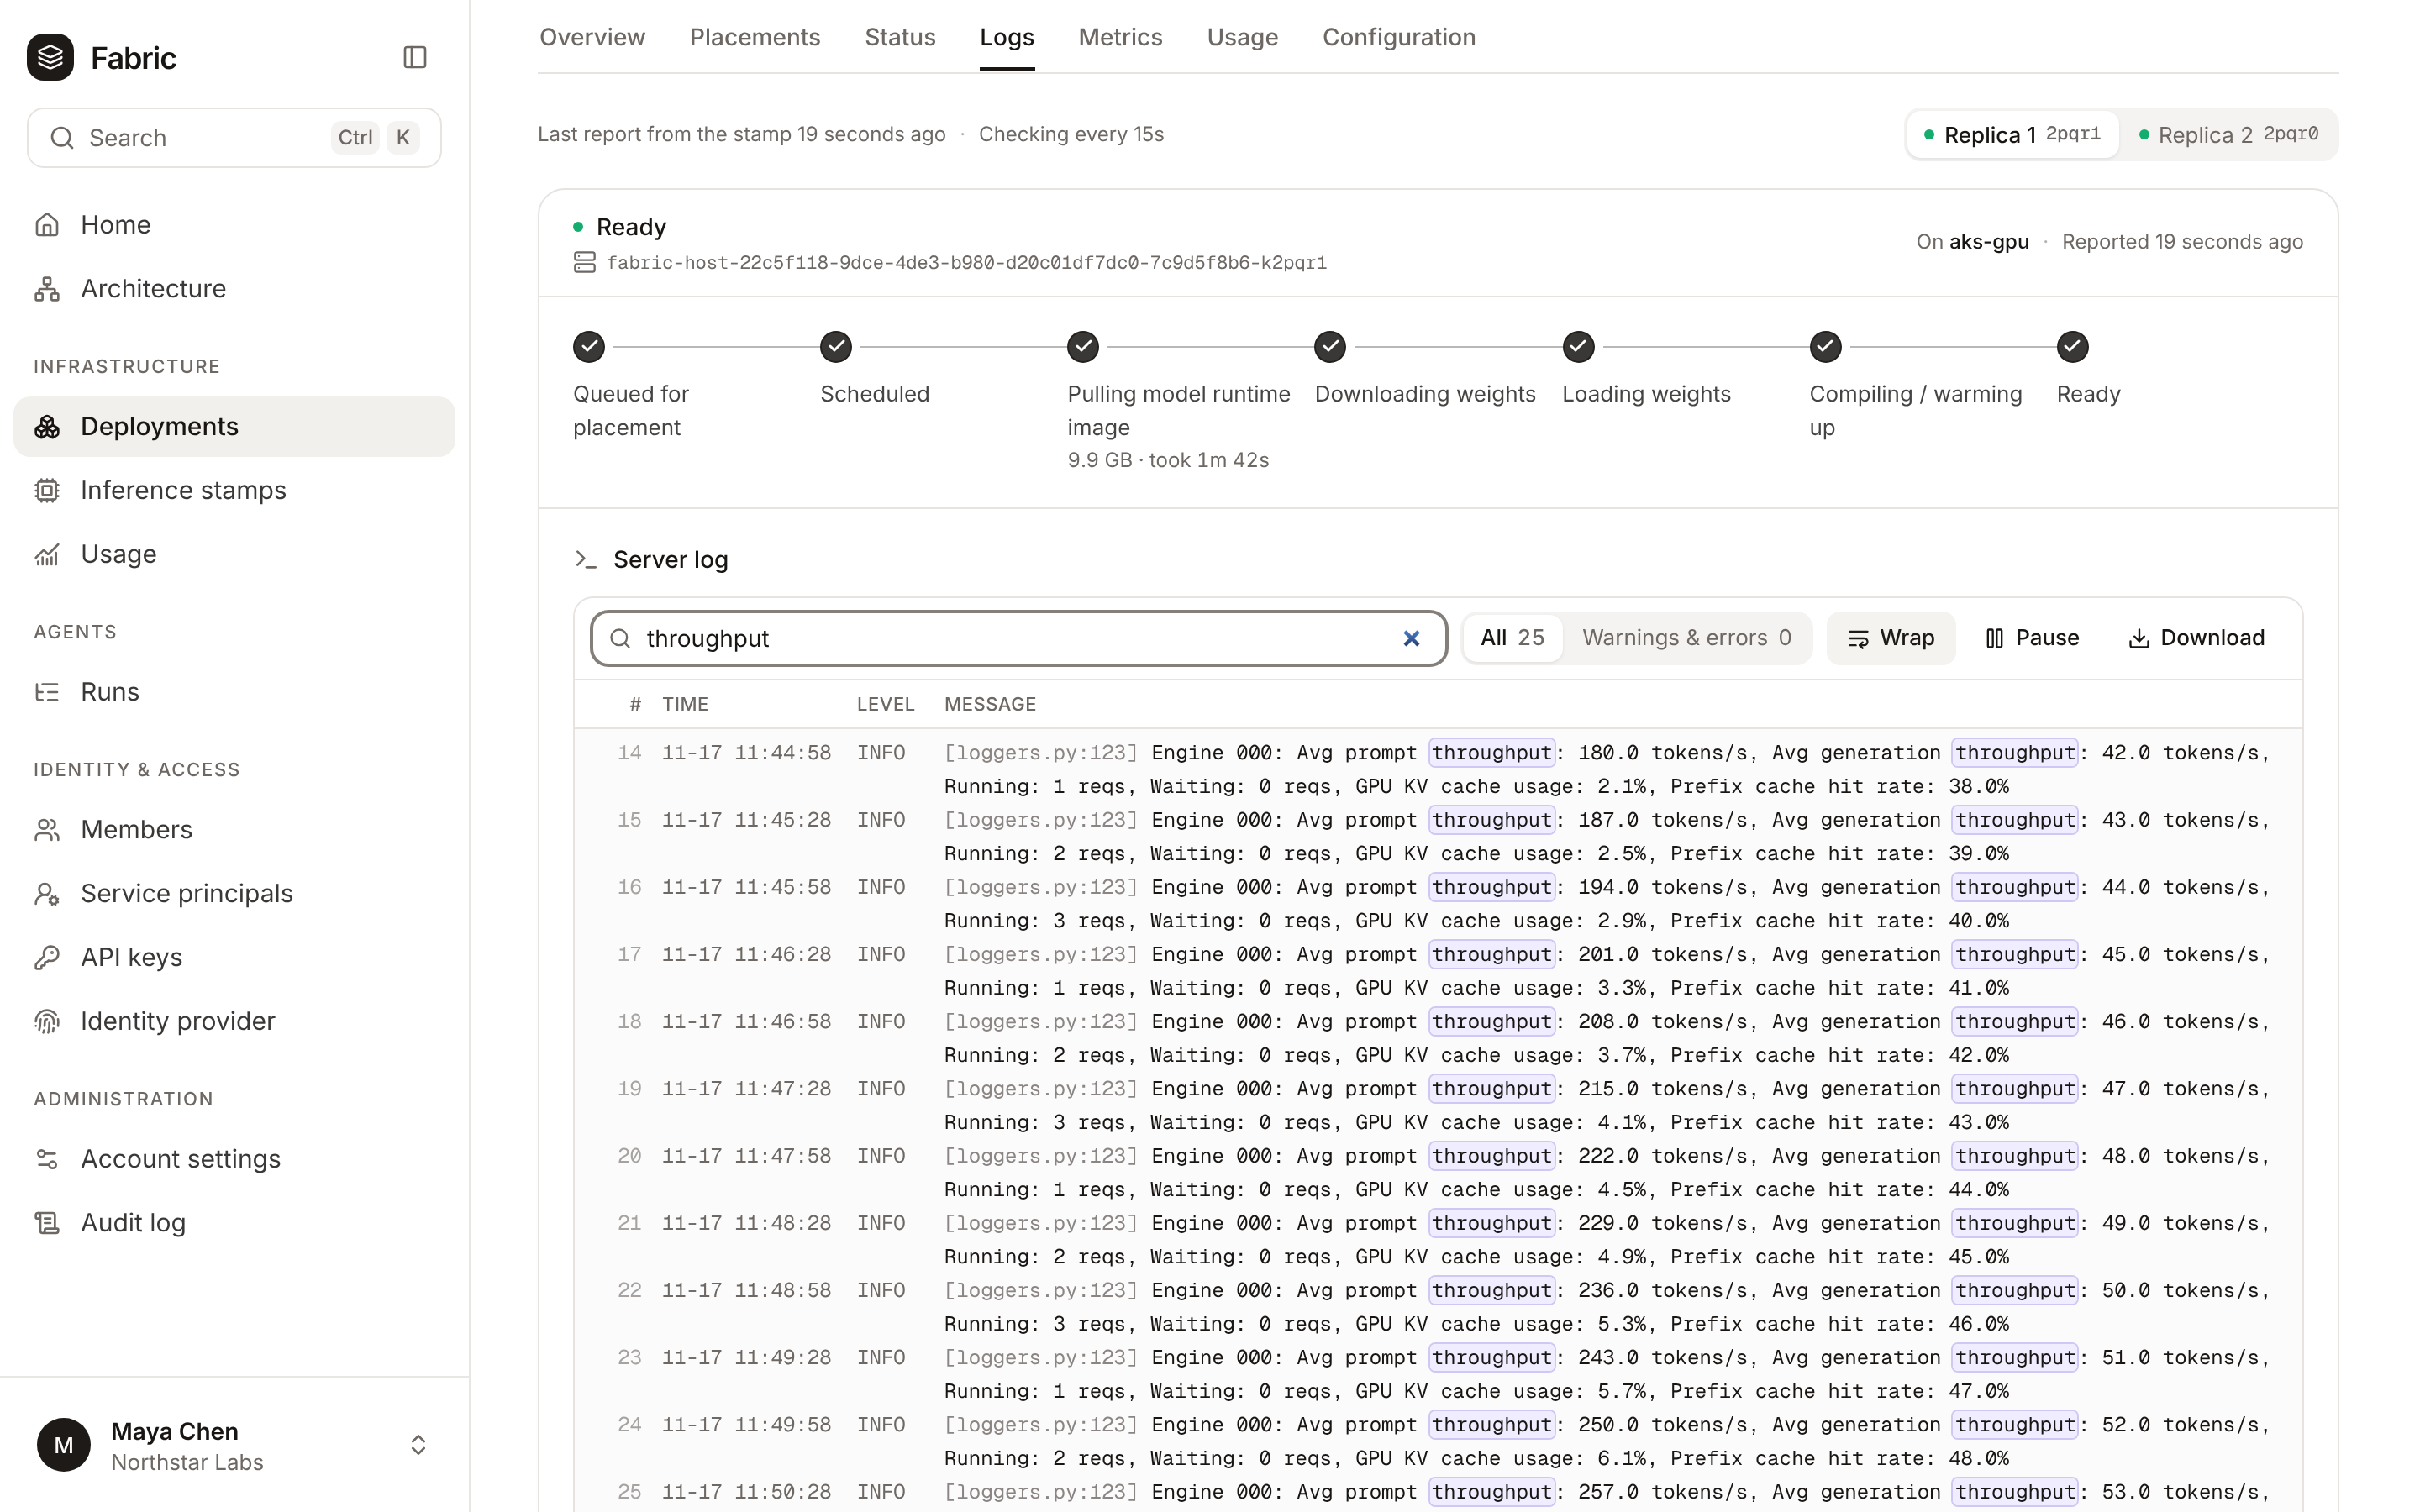 Fabric
Search Ctrl K
Home
Architecture
INFRASTRUCTURE
Deployments
Inference stamps
Usage
AGENTS
Runs
IDENTITY & ACCESS
Members
Service principals
API keys
Identity provider
ADMINISTRATION
Account settings
Audit log
M
Maya Chen
Northstar Labs
Overview Placements Status Logs Metrics Usage Configuration
Last report from the stamp 19 seconds ago · Checking every 15s
Replica 1 2pqr1 Replica 2 2pqr0
Ready
fabric-host-22c5f118-9dce-4de3-b980-d20c01df7dc0-7c9d5f8b6-k2pqr1
On aks-gpu · Reported 19 seconds ago
Queued for
placement
Scheduled
Pulling model runtime
image
9.9 GB · took 1m 42s
Downloading weights
Loading weights
Compiling / warming
up
Ready
Server log
throughput
All 25 Warnings & errors 0 Wrap Pause Download
# TIME LEVEL MESSAGE
14 11-17 11:44:58 INFO [loggers.py:123] Engine 000: Avg prompt throughput: 180.0 tokens/s, Avg generation throughput: 42.0 tokens/s,
Running: 1 reqs, Waiting: 0 reqs, GPU KV cache usage: 2.1%, Prefix cache hit rate: 38.0%
15 11-17 11:45:28 INFO [loggers.py:123] Engine 000: Avg prompt throughput: 187.0 tokens/s, Avg generation throughput: 43.0 tokens/s,
Running: 2 reqs, Waiting: 0 reqs, GPU KV cache usage: 2.5%, Prefix cache hit rate: 39.0%
16 11-17 11:45:58 INFO [loggers.py:123] Engine 000: Avg prompt throughput: 194.0 tokens/s, Avg generation throughput: 44.0 tokens/s,
Running: 3 reqs, Waiting: 0 reqs, GPU KV cache usage: 2.9%, Prefix cache hit rate: 40.0%
17 11-17 11:46:28 INFO [loggers.py:123] Engine 000: Avg prompt throughput: 201.0 tokens/s, Avg generation throughput: 45.0 tokens/s,
Running: 1 reqs, Waiting: 0 reqs, GPU KV cache usage: 3.3%, Prefix cache hit rate: 41.0%
18 11-17 11:46:58 INFO [loggers.py:123] Engine 000: Avg prompt throughput: 208.0 tokens/s, Avg generation throughput: 46.0 tokens/s,
Running: 2 reqs, Waiting: 0 reqs, GPU KV cache usage: 3.7%, Prefix cache hit rate: 42.0%
19 11-17 11:47:28 INFO [loggers.py:123] Engine 000: Avg prompt throughput: 215.0 tokens/s, Avg generation throughput: 47.0 tokens/s,
Running: 3 reqs, Waiting: 0 reqs, GPU KV cache usage: 4.1%, Prefix cache hit rate: 43.0%
20 11-17 11:47:58 INFO [loggers.py:123] Engine 000: Avg prompt throughput: 222.0 tokens/s, Avg generation throughput: 48.0 tokens/s,
Running: 1 reqs, Waiting: 0 reqs, GPU KV cache usage: 4.5%, Prefix cache hit rate: 44.0%
21 11-17 11:48:28 INFO [loggers.py:123] Engine 000: Avg prompt throughput: 229.0 tokens/s, Avg generation throughput: 49.0 tokens/s,
Running: 2 reqs, Waiting: 0 reqs, GPU KV cache usage: 4.9%, Prefix cache hit rate: 45.0%
22 11-17 11:48:58 INFO [loggers.py:123] Engine 000: Avg prompt throughput: 236.0 tokens/s, Avg generation throughput: 50.0 tokens/s,
Running: 3 reqs, Waiting: 0 reqs, GPU KV cache usage: 5.3%, Prefix cache hit rate: 46.0%
23 11-17 11:49:28 INFO [loggers.py:123] Engine 000: Avg prompt throughput: 243.0 tokens/s, Avg generation throughput: 51.0 tokens/s,
Running: 1 reqs, Waiting: 0 reqs, GPU KV cache usage: 5.7%, Prefix cache hit rate: 47.0%
24 11-17 11:49:58 INFO [loggers.py:123] Engine 000: Avg prompt throughput: 250.0 tokens/s, Avg generation throughput: 52.0 tokens/s,
Running: 2 reqs, Waiting: 0 reqs, GPU KV cache usage: 6.1%, Prefix cache hit rate: 48.0%
25 11-17 11:50:28 INFO [loggers.py:123] Engine 000: Avg prompt throughput: 257.0 tokens/s, Avg generation throughput: 53.0 tokens/s,